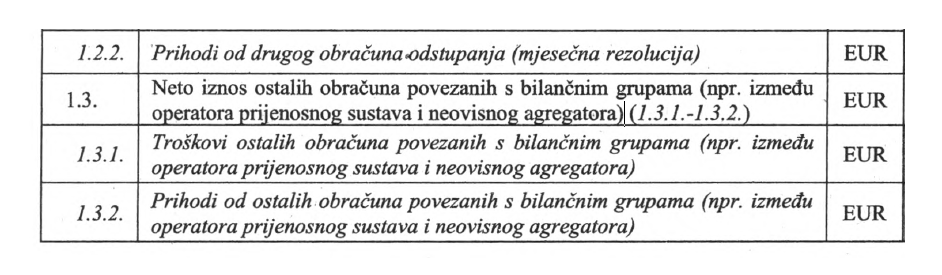 1.2.2. Prihodi od drugog obračuna odstupanja (mjesečna rezolucija) EUR
1.3. Neto iznos ostalih obračuna povezanih s bilančnim grupama (npr. između
operatora prijenosnog sustava i neovisnog agregatora) (1.3.1.-1.3.2.) EUR
1.3.1. Troškovi ostalih obračuna povezanih s bilančnim grupama (npr. između
operatora prijenosnog sustava i neovisnog agregatora) EUR
1.3.2. Prihodi od ostalih obračuna povezanih s bilančnim grupama (npr. između
operatora prijenosnog sustava i neovisnog agregatora) EUR